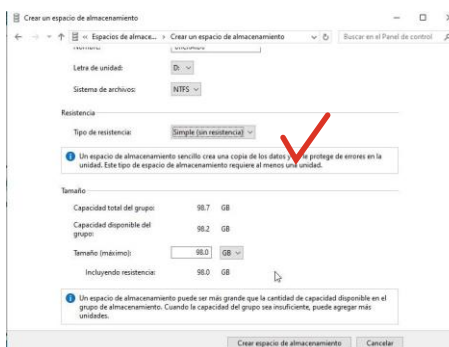 Crear un espacio de almacenamiento
« Espacios de almace... › Crear un espacio de almacenamiento
Buscar en el Panel de control
Nombre:
Letra de unidad: D:
Sistema de archivos: NTFS
Resistencia
Tipo de resistencia: Simple (sin resistencia)
Un espacio de almacenamiento sencillo crea una copia de los datos y protege de errores en la
unidad. Este tipo de espacio de almacenamiento requiere al menos una unidad.
Tamaño
Capacidad total del grupo: 98.7 GB
Capacidad disponible del
grupo: 98.2 GB
Tamaño (máximo): 98.0 GB
Incluyendo resistencia: 98.0 GB
Un espacio de almacenamiento puede ser más grande que la cantidad de capacidad disponible en el
grupo de almacenamiento. Cuando la capacidad del grupo sea insuficiente, puede agregar más
unidades.
Crear espacio de almacenamiento Cancelar